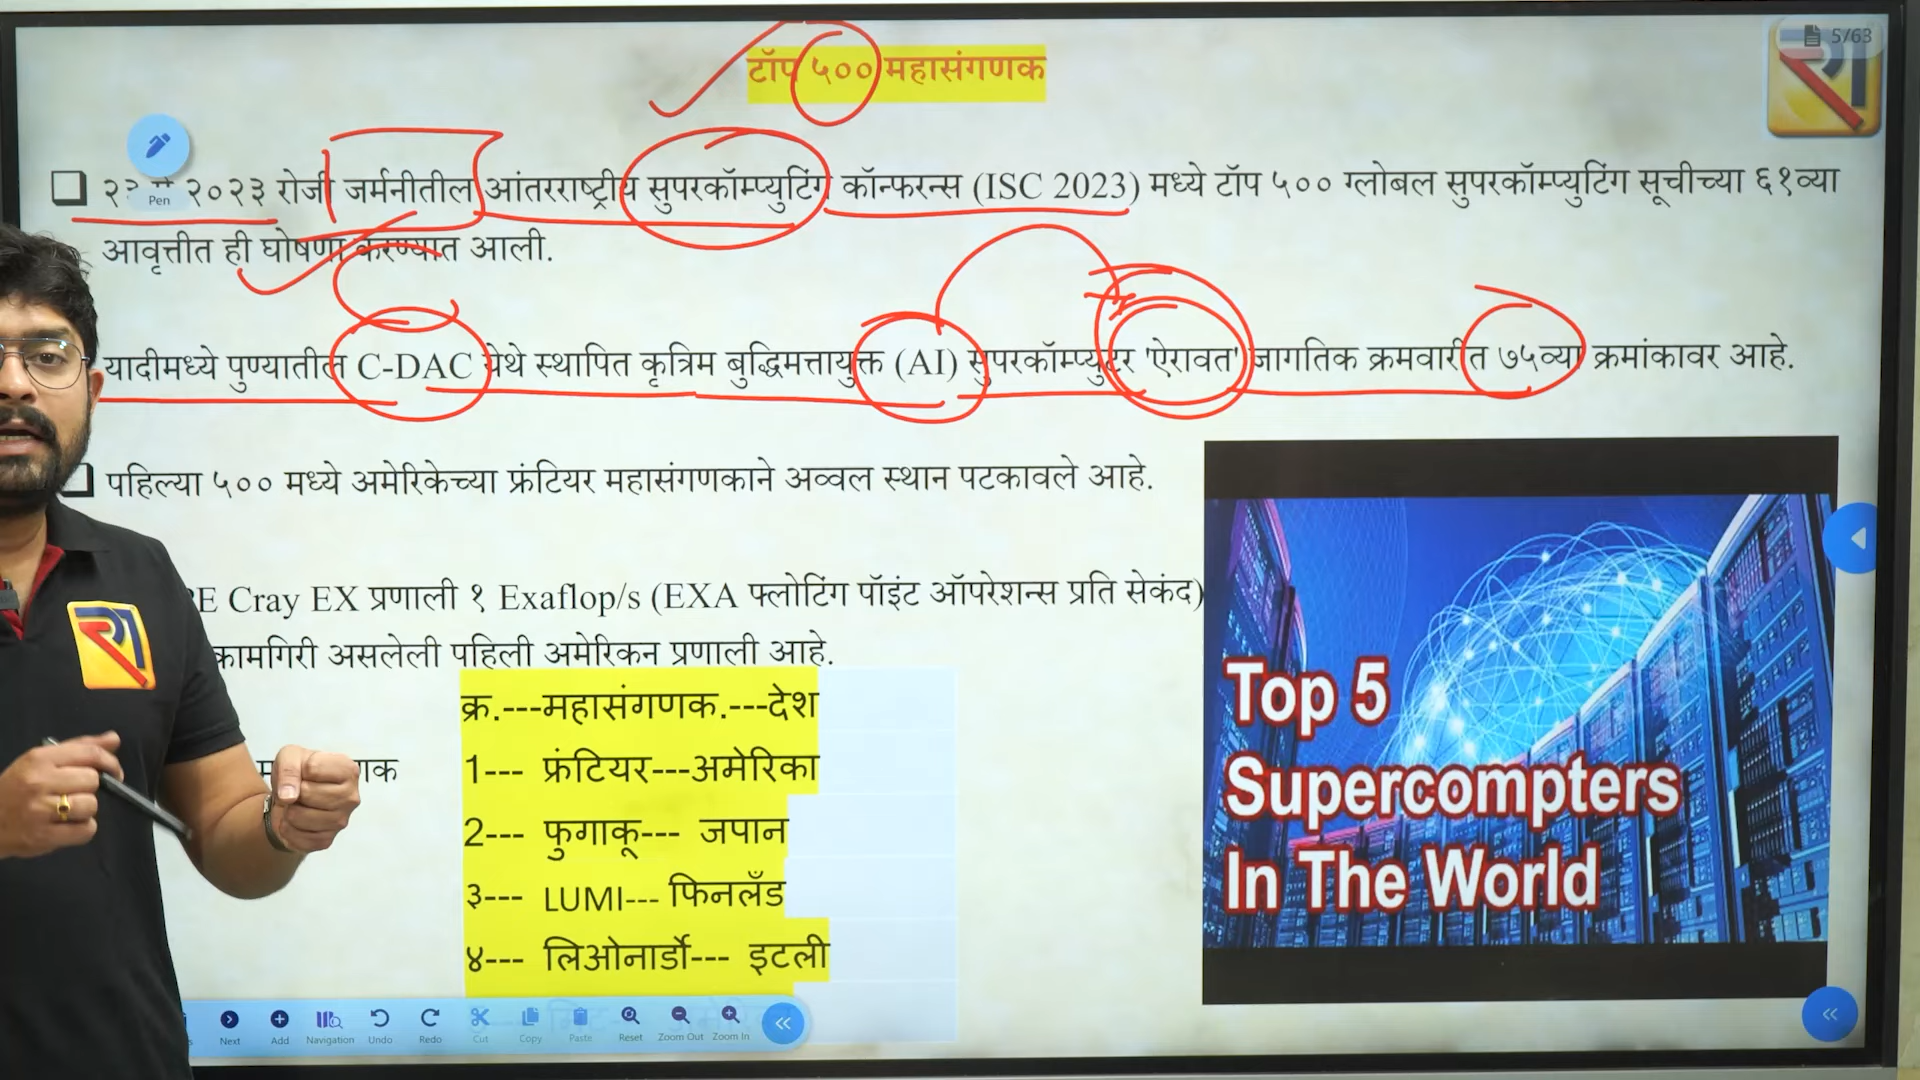 5/63
टॉप ५०० महासंगणक
Pen
२०२३ रोजी जर्मनीतील आंतरराष्ट्रीय सुपरकॉम्प्युटिंग कॉन्फरन्स (ISC 2023) मध्ये टॉप ५०० ग्लोबल सुपरकॉम्प्युटिंग सूचीच्या ६१व्या
आवृत्तीत ही घोषणा करण्यात आली.
यादीमध्ये पुण्यातील C-DAC येथे स्थापित कृत्रिम बुद्धिमत्तायुक्त (AI) सुपरकॉम्प्युटर 'ऐरावत' जागतिक क्रमवारीत ७५व्या क्रमांकावर आहे.
पहिल्या ५०० मध्ये अमेरिकेच्या फ्रंटियर महासंगणकाने अव्वल स्थान पटकावले आहे.
Cray EX प्रणाली १ Exaflop/s (EXA फ्लोटिंग पॉइंट ऑपरेशन्स प्रति सेकंद)
कामगिरी असलेली पहिली अमेरिकन प्रणाली आहे.
क्र.---महासंगणक.---देश
1--- फ्रंटियर---अमेरिका
2--- फुगाकू--- जपान
३--- LUMI--- फिनलँड
४--- लिओनार्डो--- इटली
Top 5
Supercompters
In The World
Next Add Navigation Undo Redo Cut Copy Paste Reset Zoom Out Zoom In